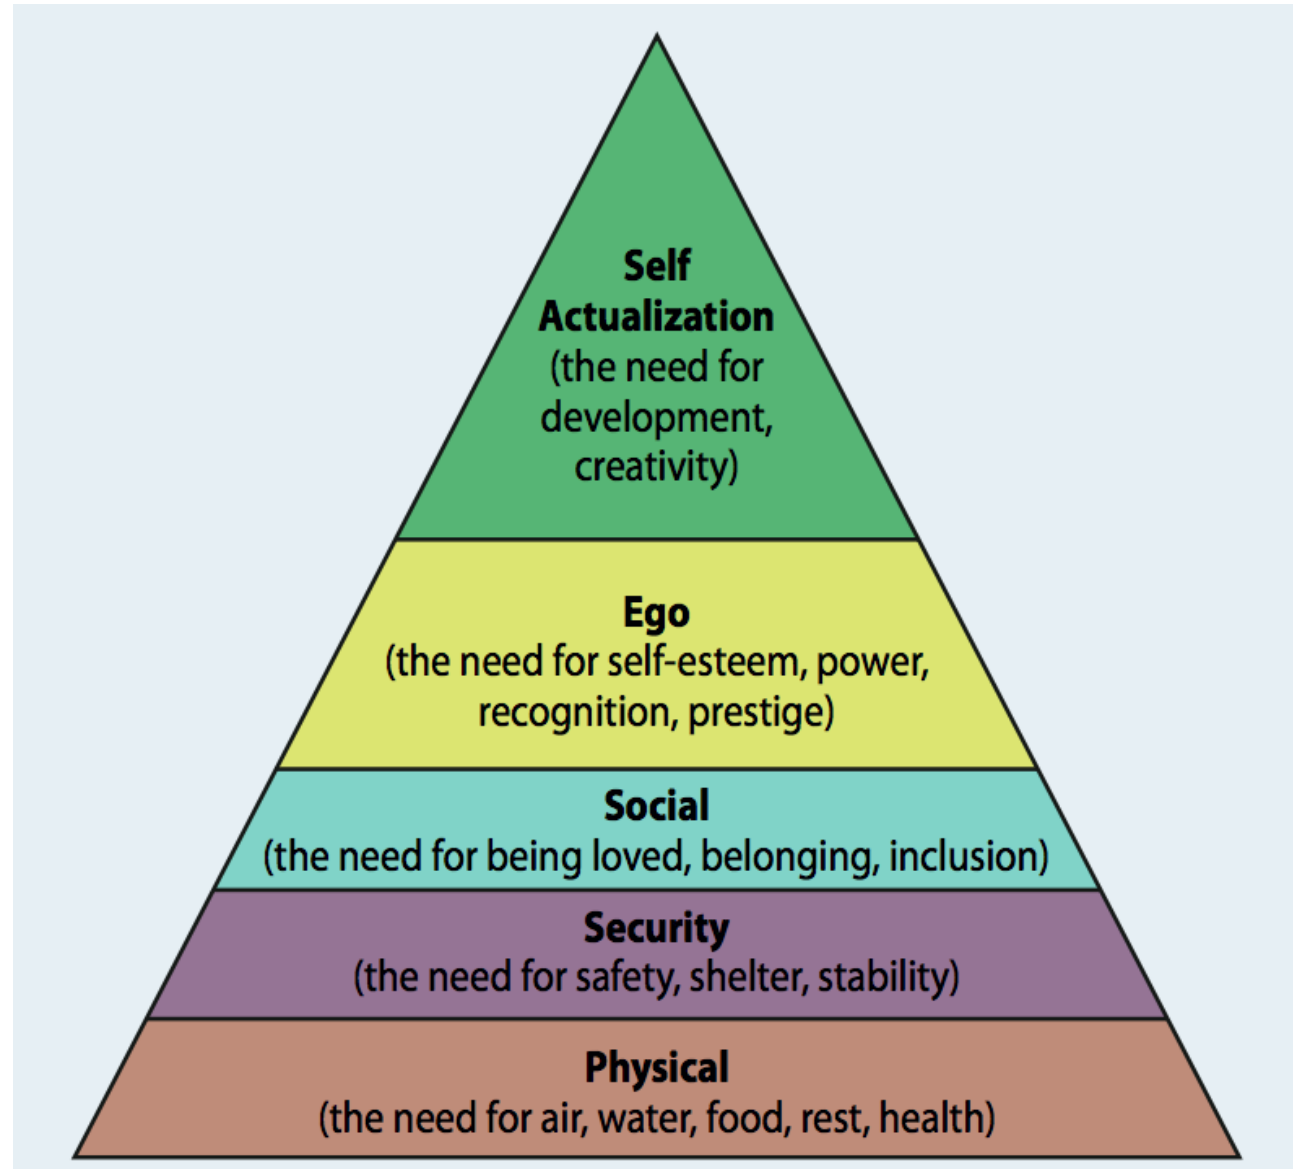 Self
Actualization
(the need for
development,
creativity)
Ego
(the need for self-esteem, power,
recognition, prestige)
Social
(the need for being loved, belonging, inclusion)
Security
(the need for safety, shelter, stability)
Physical
(the need for air, water, food, rest, health)